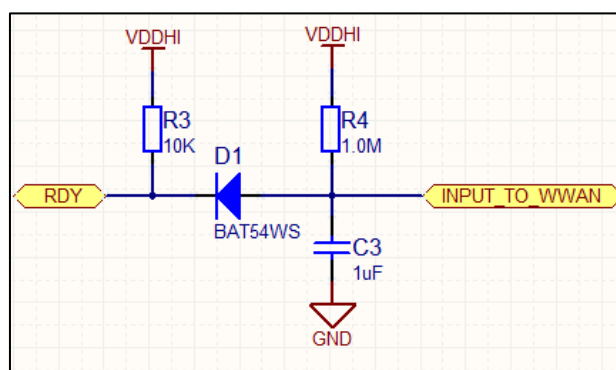 VDDHI
VDDHI
R3
10K
R4
1.0M
D1
RDY
INPUT_TO_WWAN
BAT54WS
C3
1uF
GND